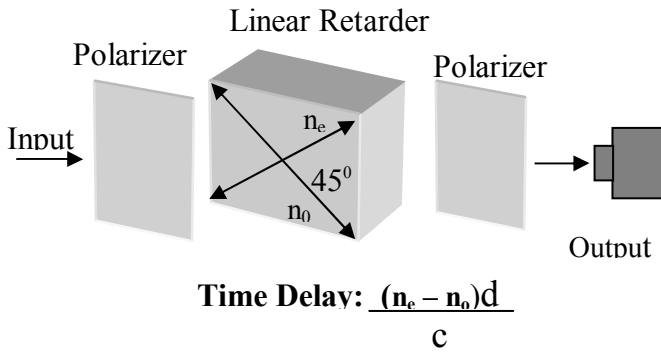 Linear Retarder
Polarizer
Polarizer
Input
nₑ
45⁰
n₀
Output
Time Delay: (nₑ – nₒ)d
c